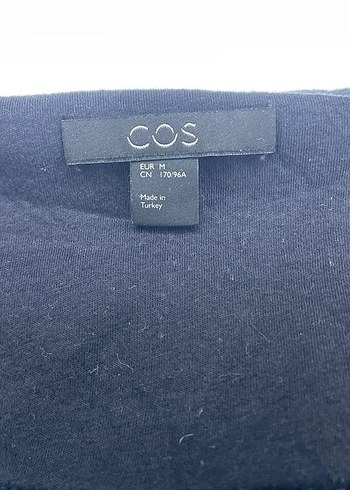 COS
EUR M
CN 170/96A
Made in
Turkey